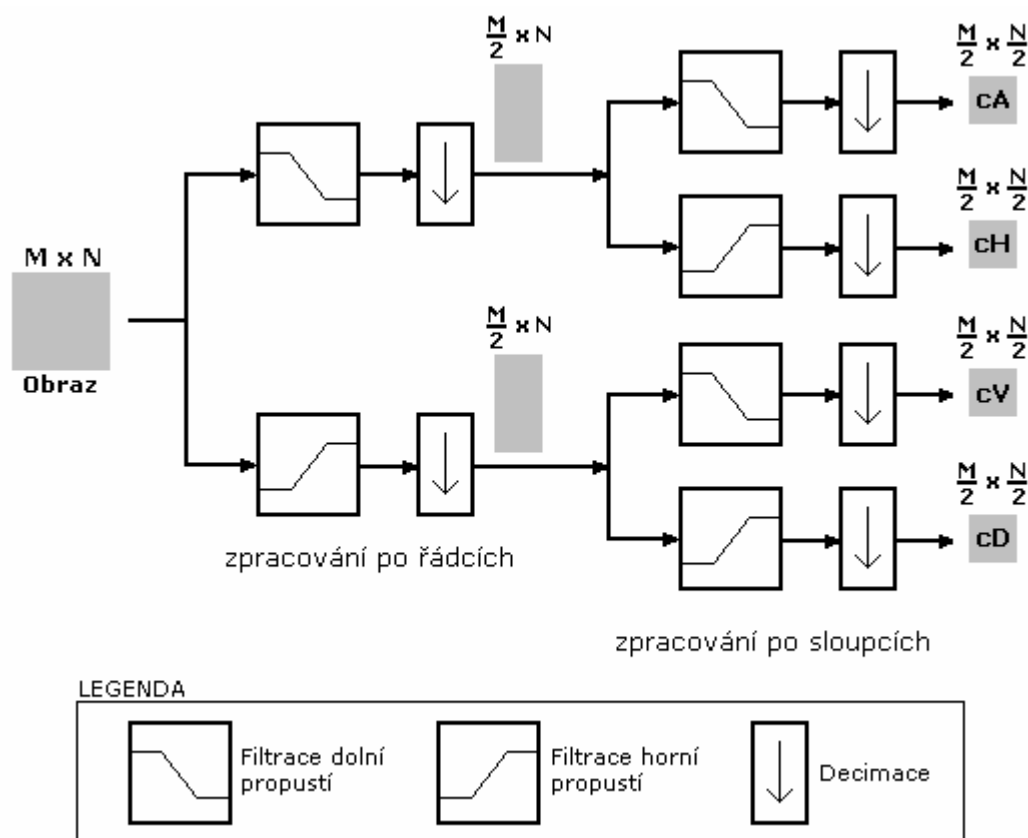 M/2 x N
M/2 x N/2
cA
M/2 x N/2
cH
M x N
Obraz
M/2 x N
M/2 x N/2
cV
M/2 x N/2
cD
zpracování po řádcích
zpracování po sloupcích
LEGENDA
Filtrace dolní
propustí
Filtrace horní
propustí
Decimace